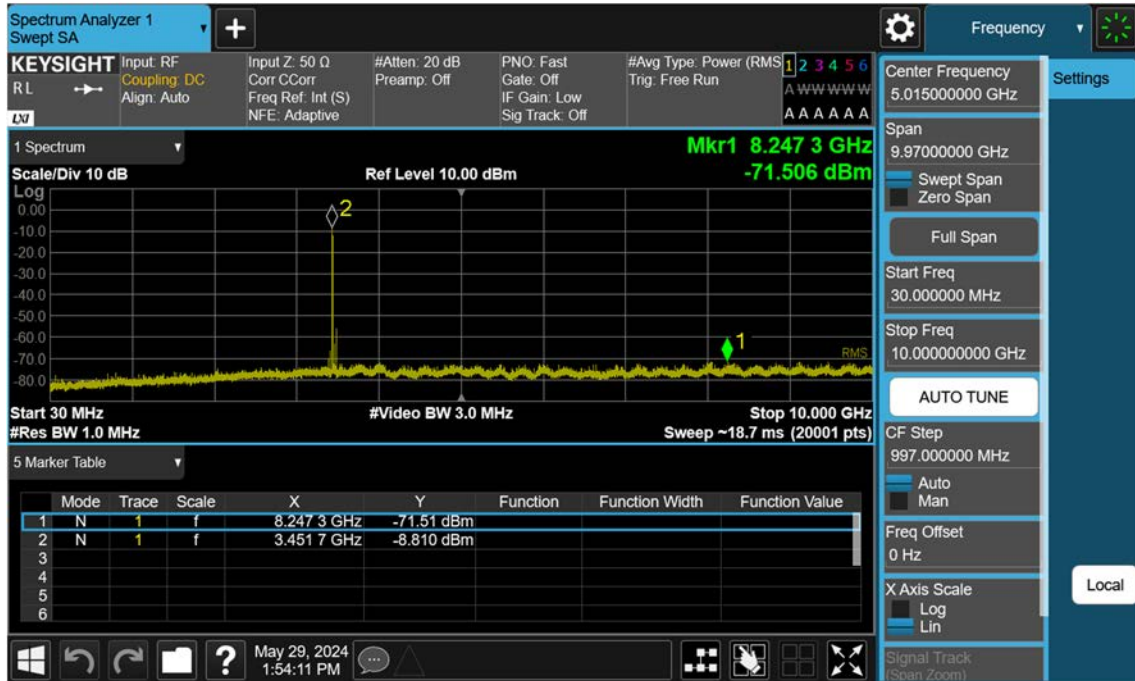 Spectrum Analyzer 1
Swept SA
Frequency
KEYSIGHT
R L
LXI
Input: RF
Coupling: DC
Align: Auto
Input Z: 50 Ω
Corr CCorr
Freq Ref: Int (S)
NFE: Adaptive
#Atten: 20 dB
Preamp: Off
PNO: Fast
Gate: Off
IF Gain: Low
Sig Track: Off
#Avg Type: Power (RMS
Trig: Free Run
1 2 3 4 5 6
A W W W W W
A A A A A A
1 Spectrum
Scale/Div 10 dB
Ref Level 10.00 dBm
Mkr1 8.247 3 GHz
-71.506 dBm
Log
0.00
-10.0
-20.0
-30.0
-40.0
-50.0
-60.0
-70.0
-80.0
2
1
RMS
Start 30 MHz
#Video BW 3.0 MHz
Stop 10.000 GHz
#Res BW 1.0 MHz
Sweep ~18.7 ms (20001 pts)
5 Marker Table
Mode Trace Scale X Y Function Function Width Function Value
1 N 1 f 8.247 3 GHz -71.51 dBm
2 N 1 f 3.451 7 GHz -8.810 dBm
3
4
5
6
May 29, 2024
1:54:11 PM
?
Center Frequency
5.015000000 GHz
Settings
Span
9.97000000 GHz
Swept Span
Zero Span
Full Span
Start Freq
30.000000 MHz
Stop Freq
10.000000000 GHz
AUTO TUNE
CF Step
997.000000 MHz
Auto
Man
Freq Offset
0 Hz
X Axis Scale
Log
Lin
Local
Signal Track
(Span Zoom)